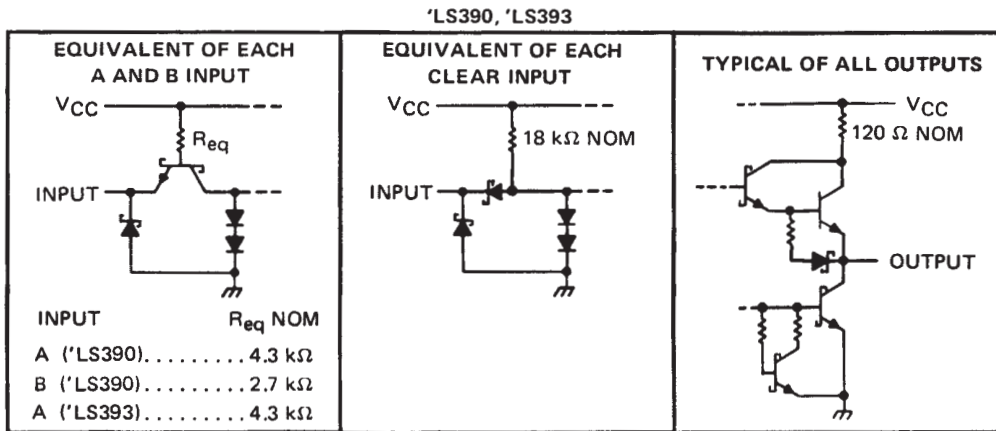 'LS390, 'LS393
EQUIVALENT OF EACH
A AND B INPUT
VCC
Req
INPUT
INPUT Req NOM
A ('LS390).........4.3 kΩ
B ('LS390).........2.7 kΩ
A ('LS393).........4.3 kΩ
EQUIVALENT OF EACH
CLEAR INPUT
VCC
18 kΩ NOM
INPUT
TYPICAL OF ALL OUTPUTS
VCC
120 Ω NOM
OUTPUT